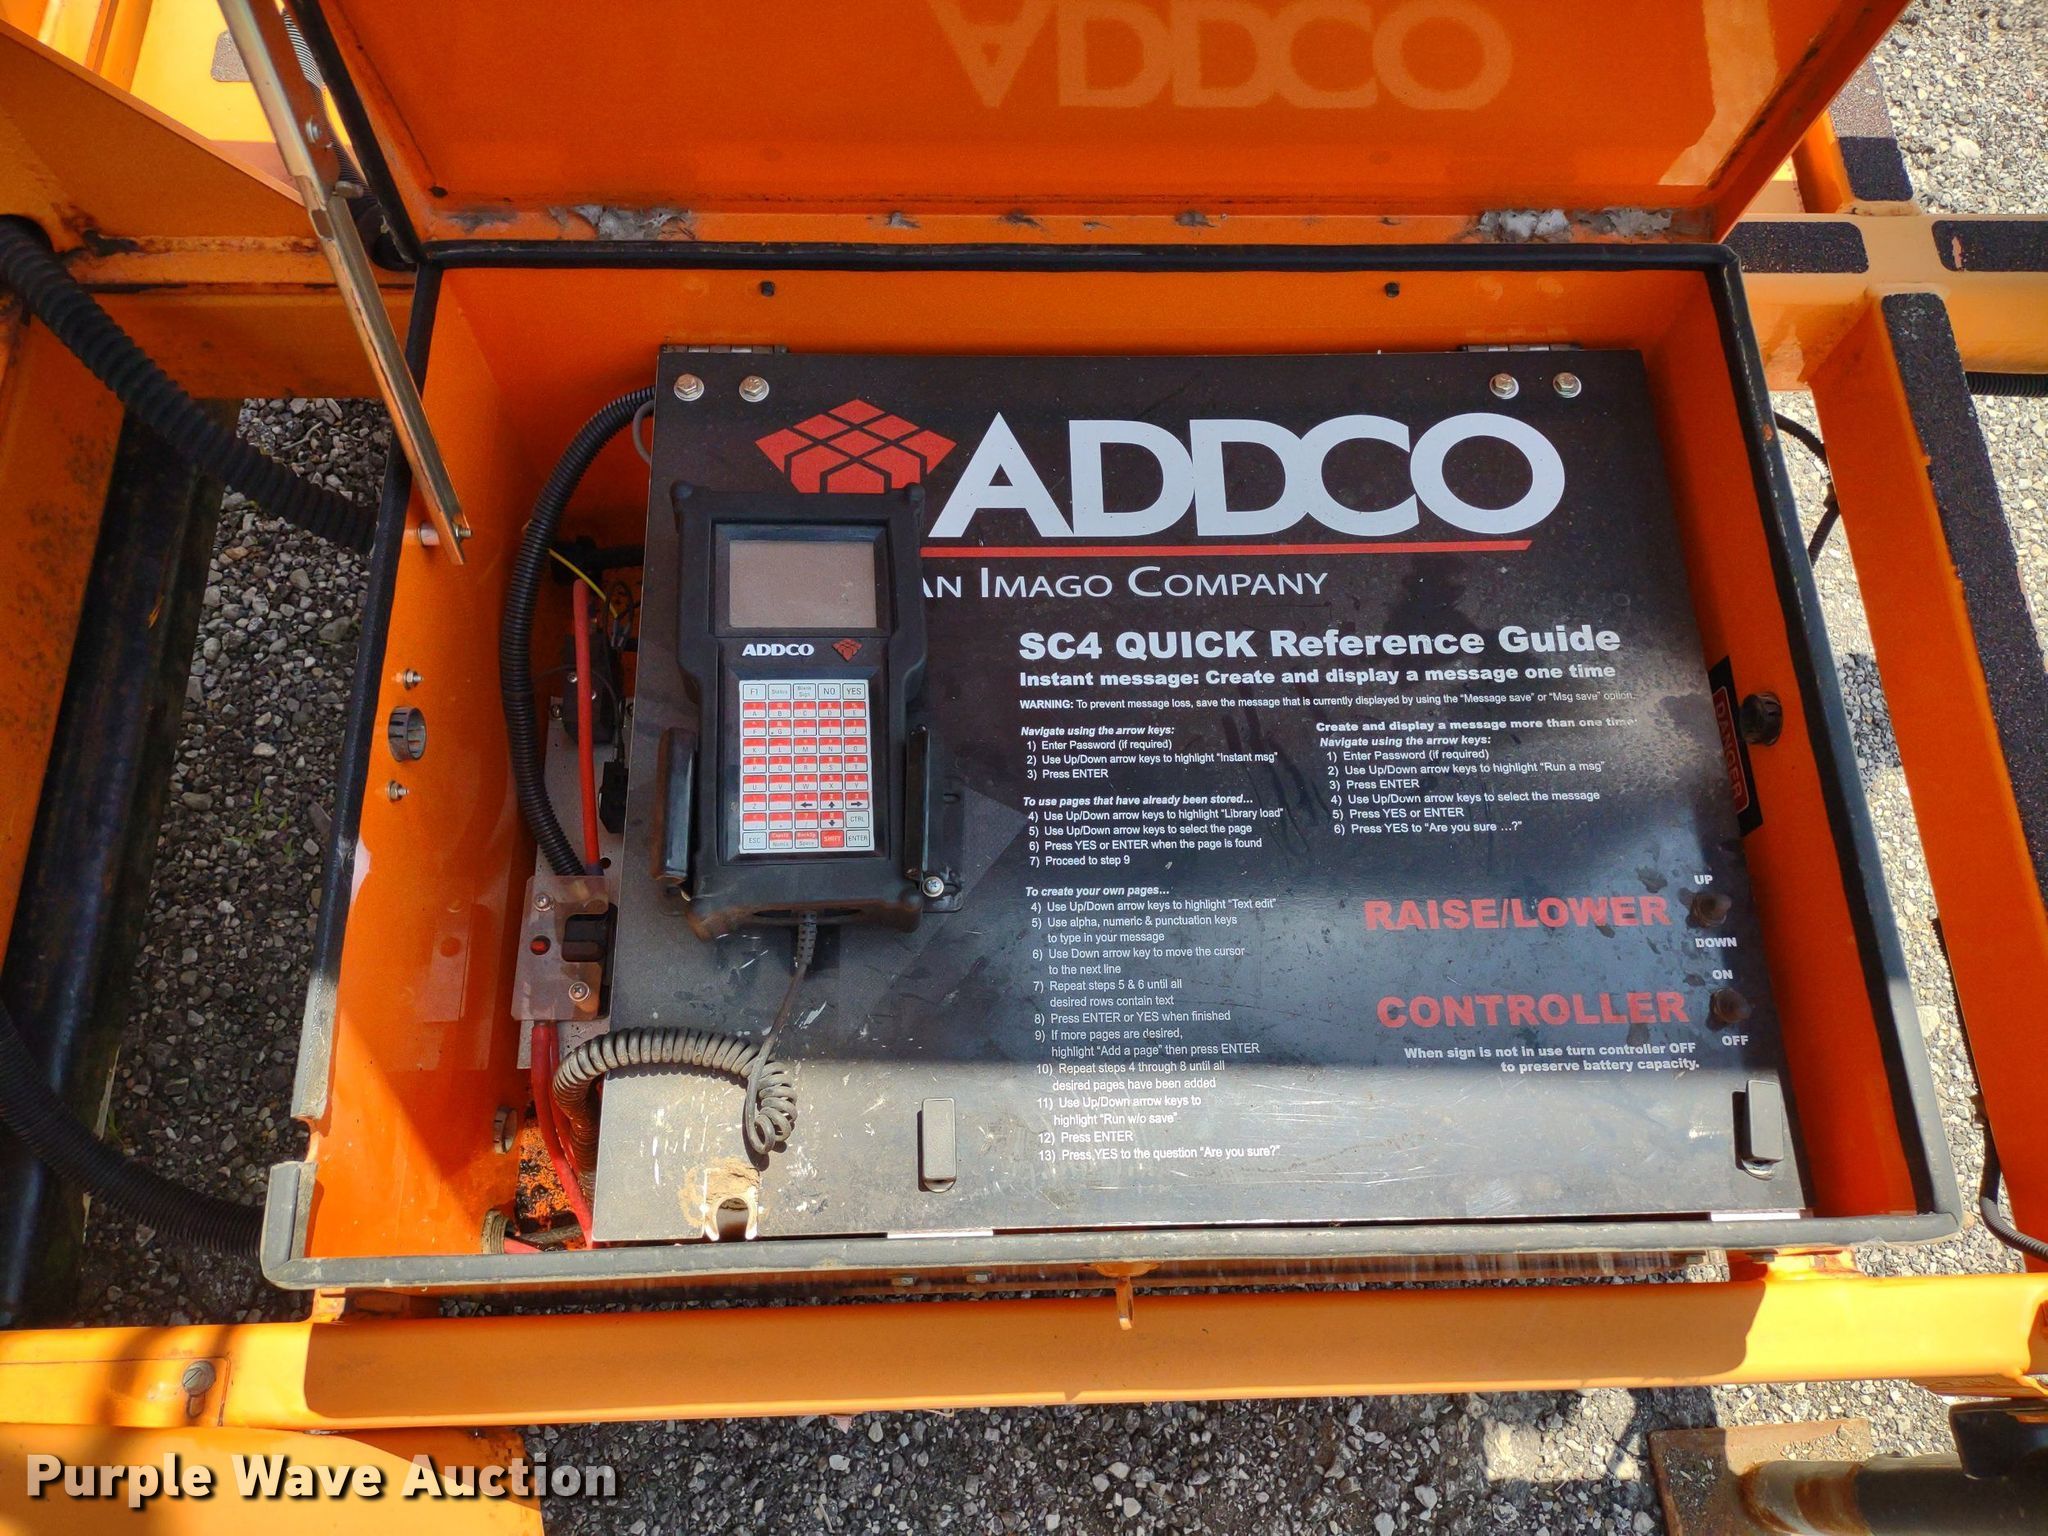 ADDCO
ADDCO
AN IMAGO COMPANY
SC4 QUICK Reference Guide
Instant message: Create and display a message one time
WARNING: To prevent message loss, save the message that is currently displayed by using the "Message save" or "Msg save" option.
Navigate using the arrow keys:
1) Enter Password (if required)
2) Use Up/Down arrow keys to highlight "Instant msg"
3) Press ENTER
To use pages that have already been stored...
4) Use Up/Down arrow keys to highlight "Library load"
5) Use Up/Down arrow keys to select the page
6) Press YES or ENTER when the page is found
7) Proceed to step 9
To create your own pages...
4) Use Up/Down arrow keys to highlight "Text edit"
5) Use alpha, numeric & punctuation keys
to type in your message
6) Use Down arrow key to move the cursor
to the next line
7) Repeat steps 5 & 6 until all
desired rows contain text
8) Press ENTER or YES when finished
9) If more pages are desired,
highlight "Add a page" then press ENTER
10) Repeat steps 4 through 8 until all
desired pages have been added
11) Use Up/Down arrow keys to
highlight "Run w/o save"
12) Press ENTER
13) Press YES to the question "Are you sure?"
Create and display a message more than one time:
Navigate using the arrow keys:
1) Enter Password (if required)
2) Use Up/Down arrow keys to highlight "Run a msg"
3) Press ENTER
4) Use Up/Down arrow keys to select the message
5) Press YES or ENTER
6) Press YES to "Are you sure ...?"
UP
RAISE/LOWER
DOWN
ON
CONTROLLER
OFF
When sign is not in use turn controller OFF
to preserve battery capacity.
DANGER
ADDCO
F1 Status Blank Sign NO YES
A B C D E
F G H I J
K L M N O
P Q R S T
U V W X Y
Z
CTRL
ESC Space SHIFT ENTER
Purple Wave Auction